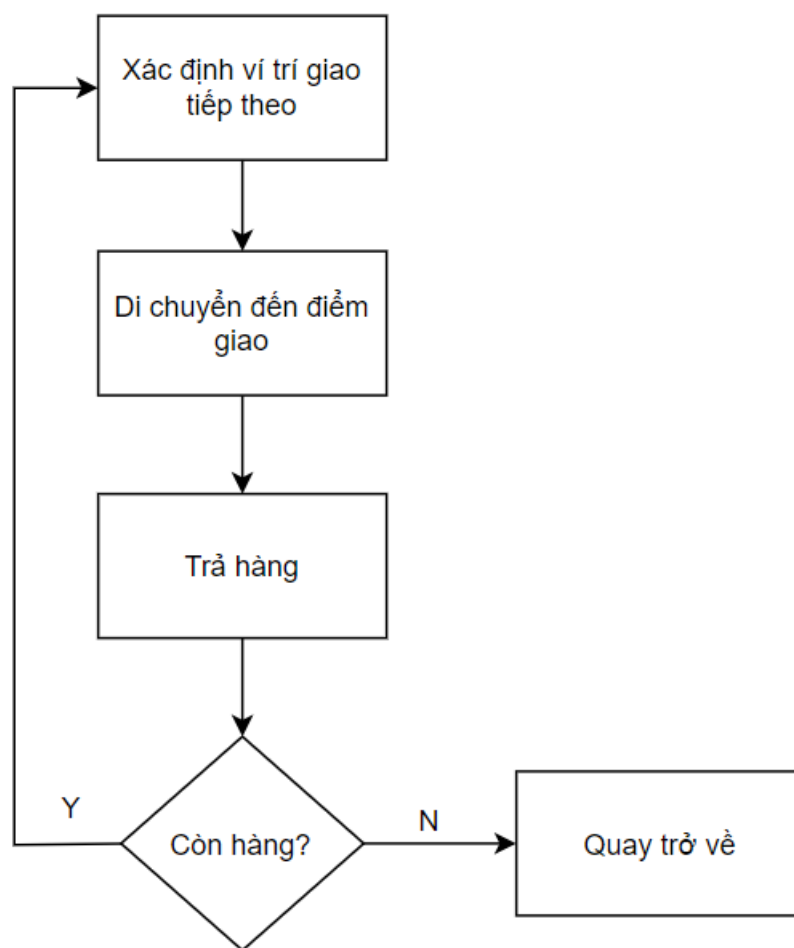 Xác định ví trí giao
tiếp theo
Di chuyển đến điểm
giao
Trả hàng
Y
Còn hàng?
N
Quay trở về